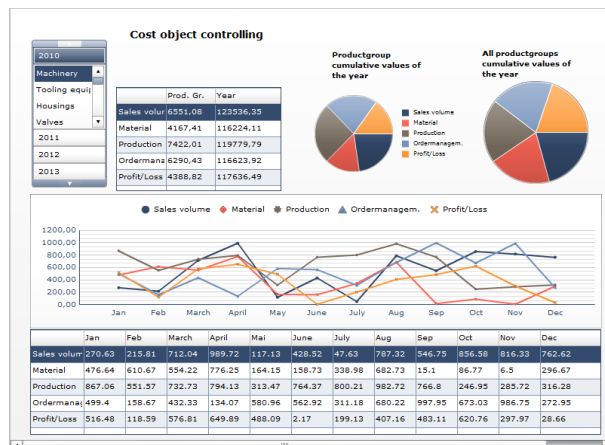 Cost object controlling
2010
Machinery
Tooling equip
Housings
Valves
2011
2012
2013
Prod. Gr. Year
Sales volur 6551,08 123536,35
Material 4167,41 116224,11
Production 7422,01 119779,79
Ordermana 6290,43 116623,92
Profit/Loss 4388,82 117636,49
Productgroup
cumulative values of
the year
Sales volume
Material
Production
Ordermanagem.
Profit/Loss
All productgroups
cumulative values of
the year
Sales volume Material Production Ordermanagem. Profit/Loss
1200.00
1000.00
800.00
600.00
400.00
200.00
0.00
Jan Feb March April Mai June July Aug Sep Oct Nov Dec
Jan Feb March April Mai June July Aug Sep Oct Nov Dec
Sales volum 270.63 215.81 712.04 989.72 117.13 428.52 47.63 787.32 546.75 856.58 816.33 762.62
Material 476.64 610.67 554.22 776.25 164.15 158.73 338.98 682.73 15.1 86.77 6.5 296.67
Production 867.06 551.57 732.73 794.13 313.47 764.37 800.21 982.72 766.8 246.95 285.72 316.28
Ordermanag 499.4 158.67 432.33 134.07 580.96 562.92 311.18 680.22 997.95 673.03 986.75 272.95
Profit/Loss 516.48 118.59 576.81 649.89 488.09 2.17 199.13 407.16 483.11 620.76 297.97 28.66